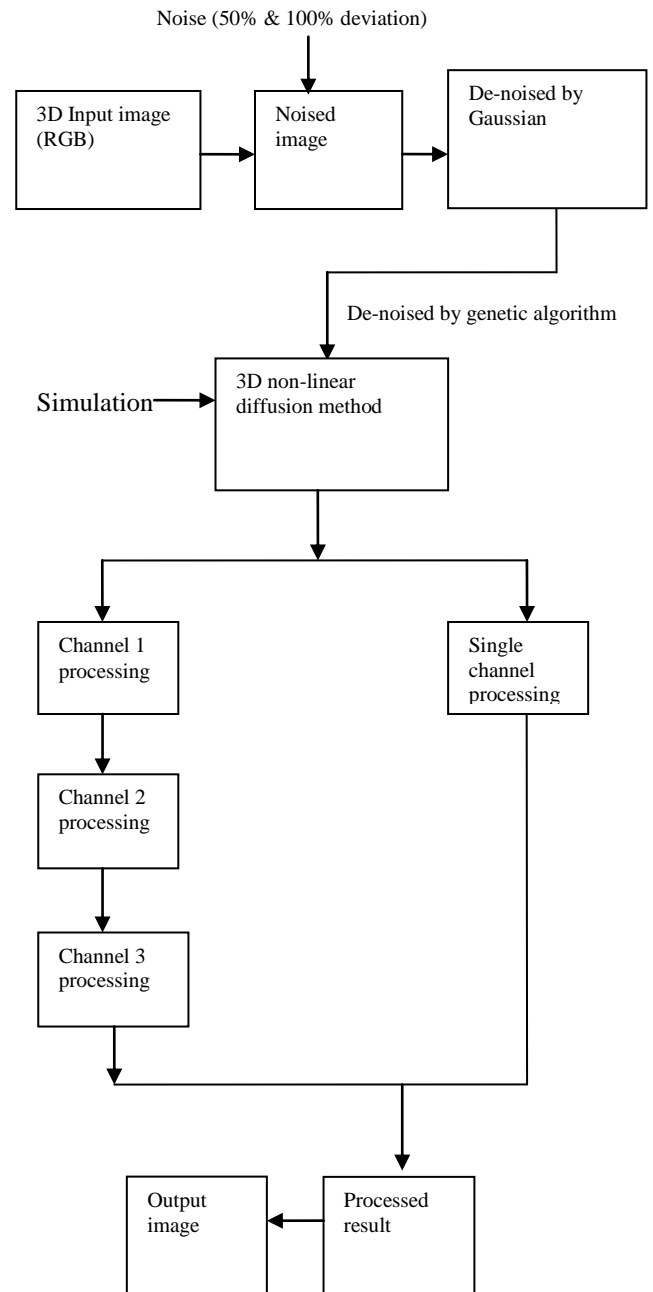 Noise (50% & 100% deviation)
3D Input image
(RGB)
Noised
image
De-noised by
Gaussian
De-noised by genetic algorithm
Simulation
3D non-linear
diffusion method
Channel 1
processing
Single
channel
processing
Channel 2
processing
Channel 3
processing
Output
image
Processed
result